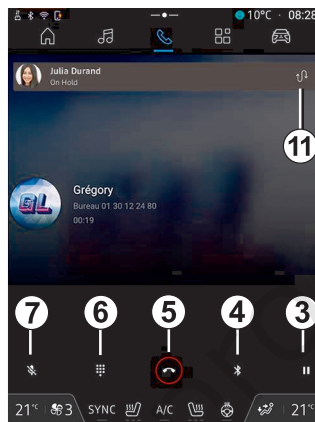 10°C · 08:28
Julia Durand
On Hold
11
GL
Grégory
Bureau 01 30 12 24 80
00:19
7
6
5
4
3
21°C 3 SYNC A/C 21°